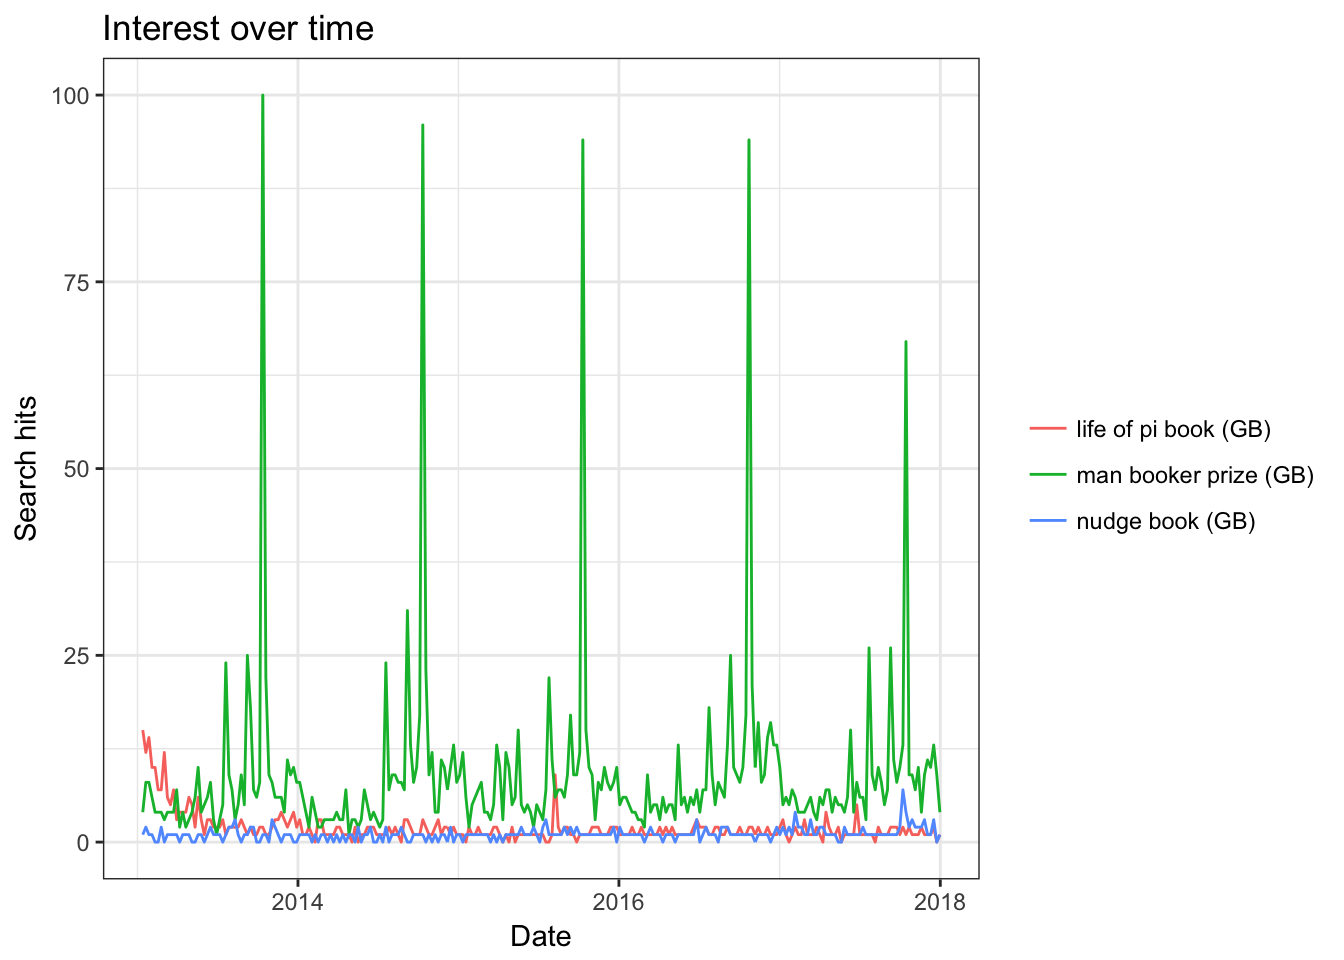 Interest over time
100
75
50
25
0
Search hits
2014
2016
2018
Date
life of pi book (GB)
man booker prize (GB)
nudge book (GB)